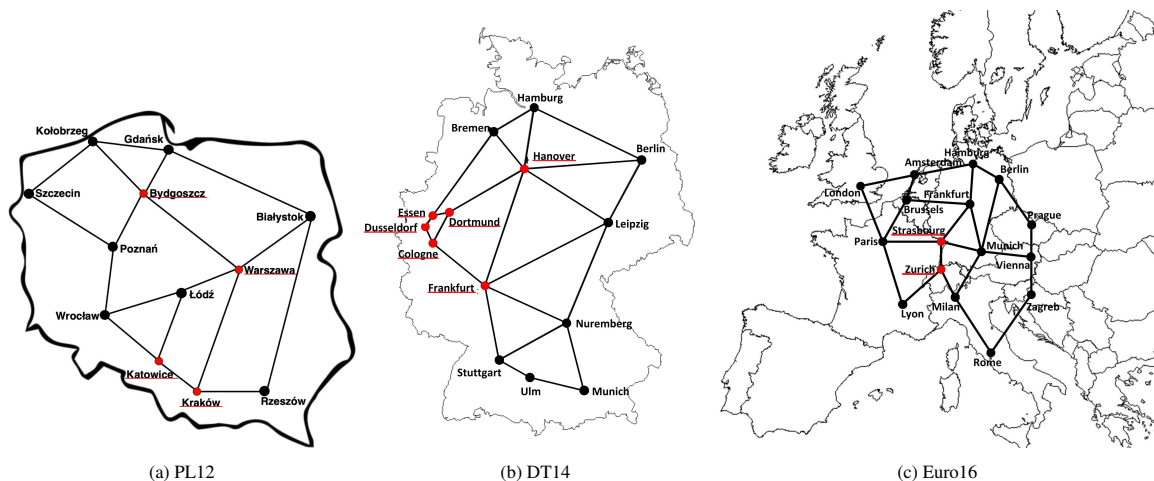 Kołobrzeg
Gdańsk
Szczecin
Bydgoszcz
Białystok
Poznań
Warszawa
Łódź
Wrocław
Katowice
Kraków
Rzeszów
(a) PL12
Hamburg
Bremen
Hanover
Berlin
Essen
Dortmund
Dusseldorf
Leipzig
Cologne
Frankfurt
Nuremberg
Stuttgart
Ulm
Munich
(b) DT14
Hamburg
Amsterdam
Berlin
London
Frankfurt
Brussels
Prague
Strasbourg
Paris
Munich
Vienna
Zurich
Lyon
Milan
Zagreb
Rome
(c) Euro16